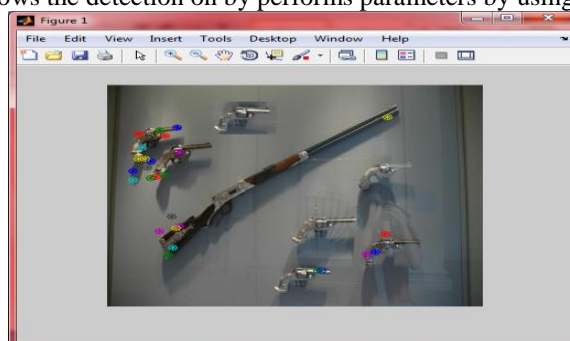 ows the detection on by performs parameters by using
Figure 1
File Edit View Insert Tools Desktop Window Help